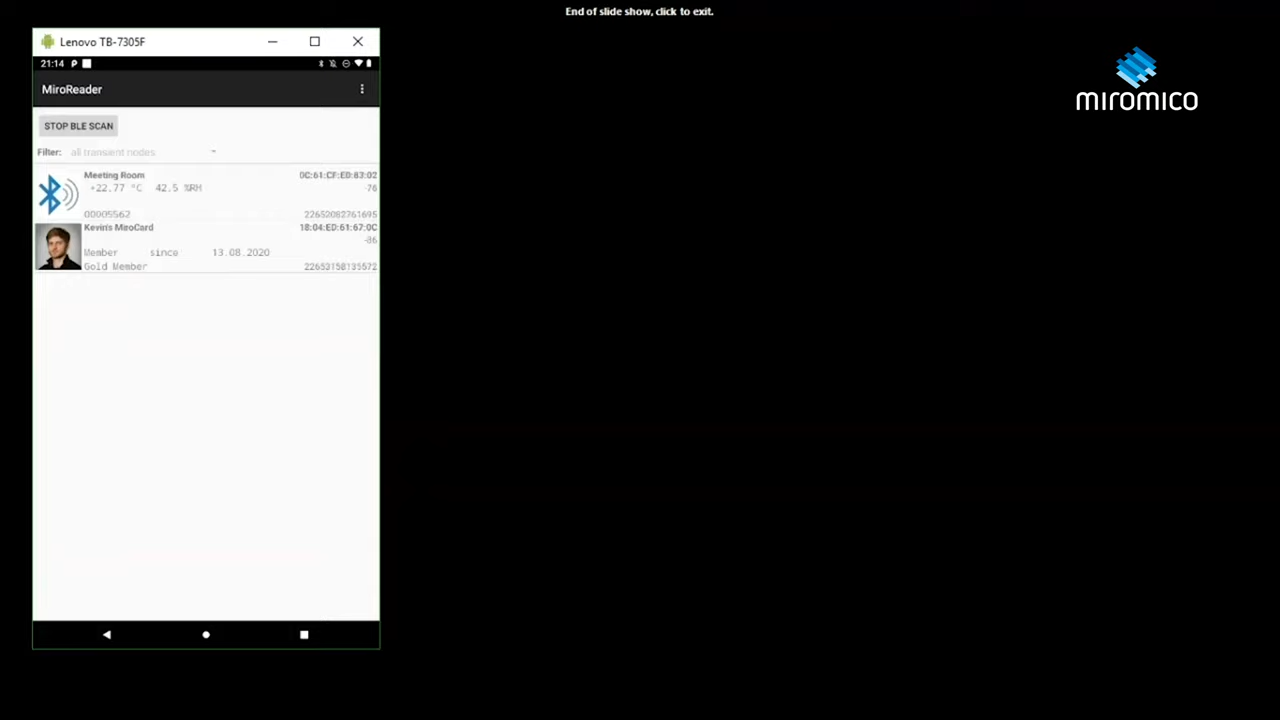 End of slide show, click to exit.
Lenovo TB-7305F
21:14
MiroReader
STOP BLE SCAN
Filter: all transient nodes
Meeting Room 0C:61:CF:ED:83:02
+22.77 °C 42.5 %RH -76
00005562 22652082761695
Kevin's MiroCard 18:04:ED:61:67:0C
-36
Member since 13.08.2020
Gold Member 22653158135572
miromico